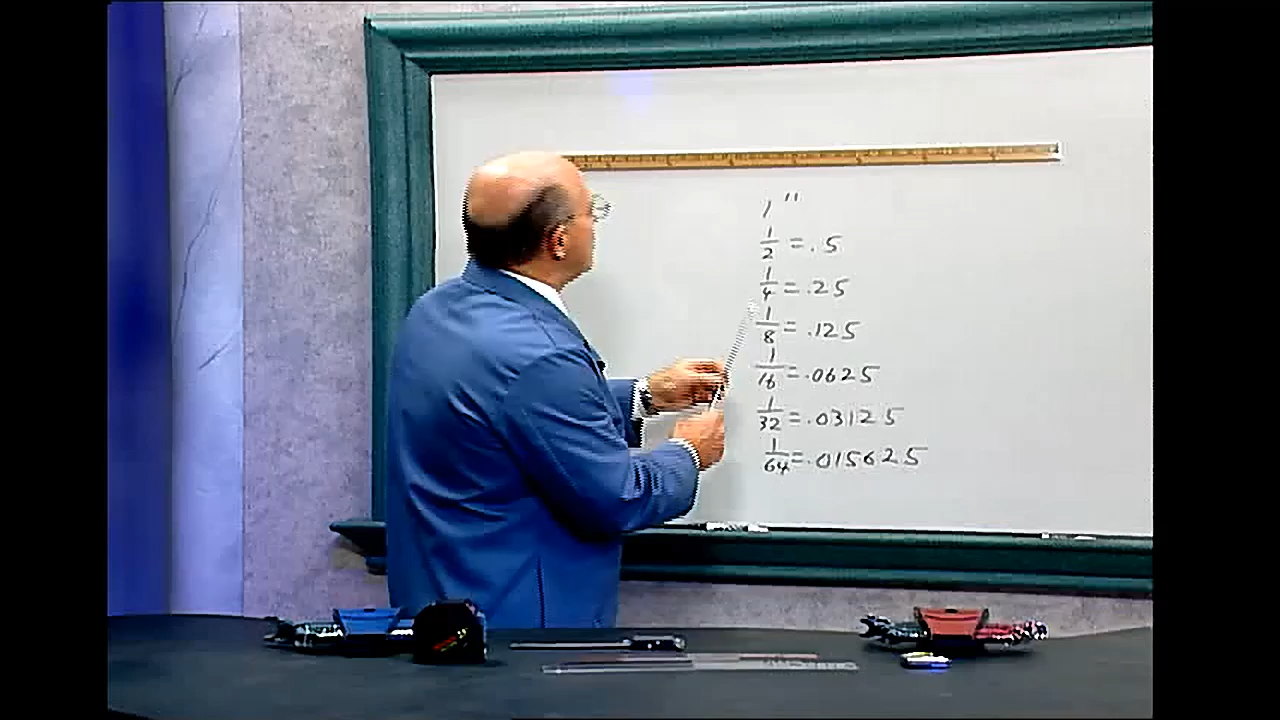 1"
1/2 = .5
1/4 = .25
1/8 = .125
1/16 = .0625
1/32 = .03125
1/64 = .015625